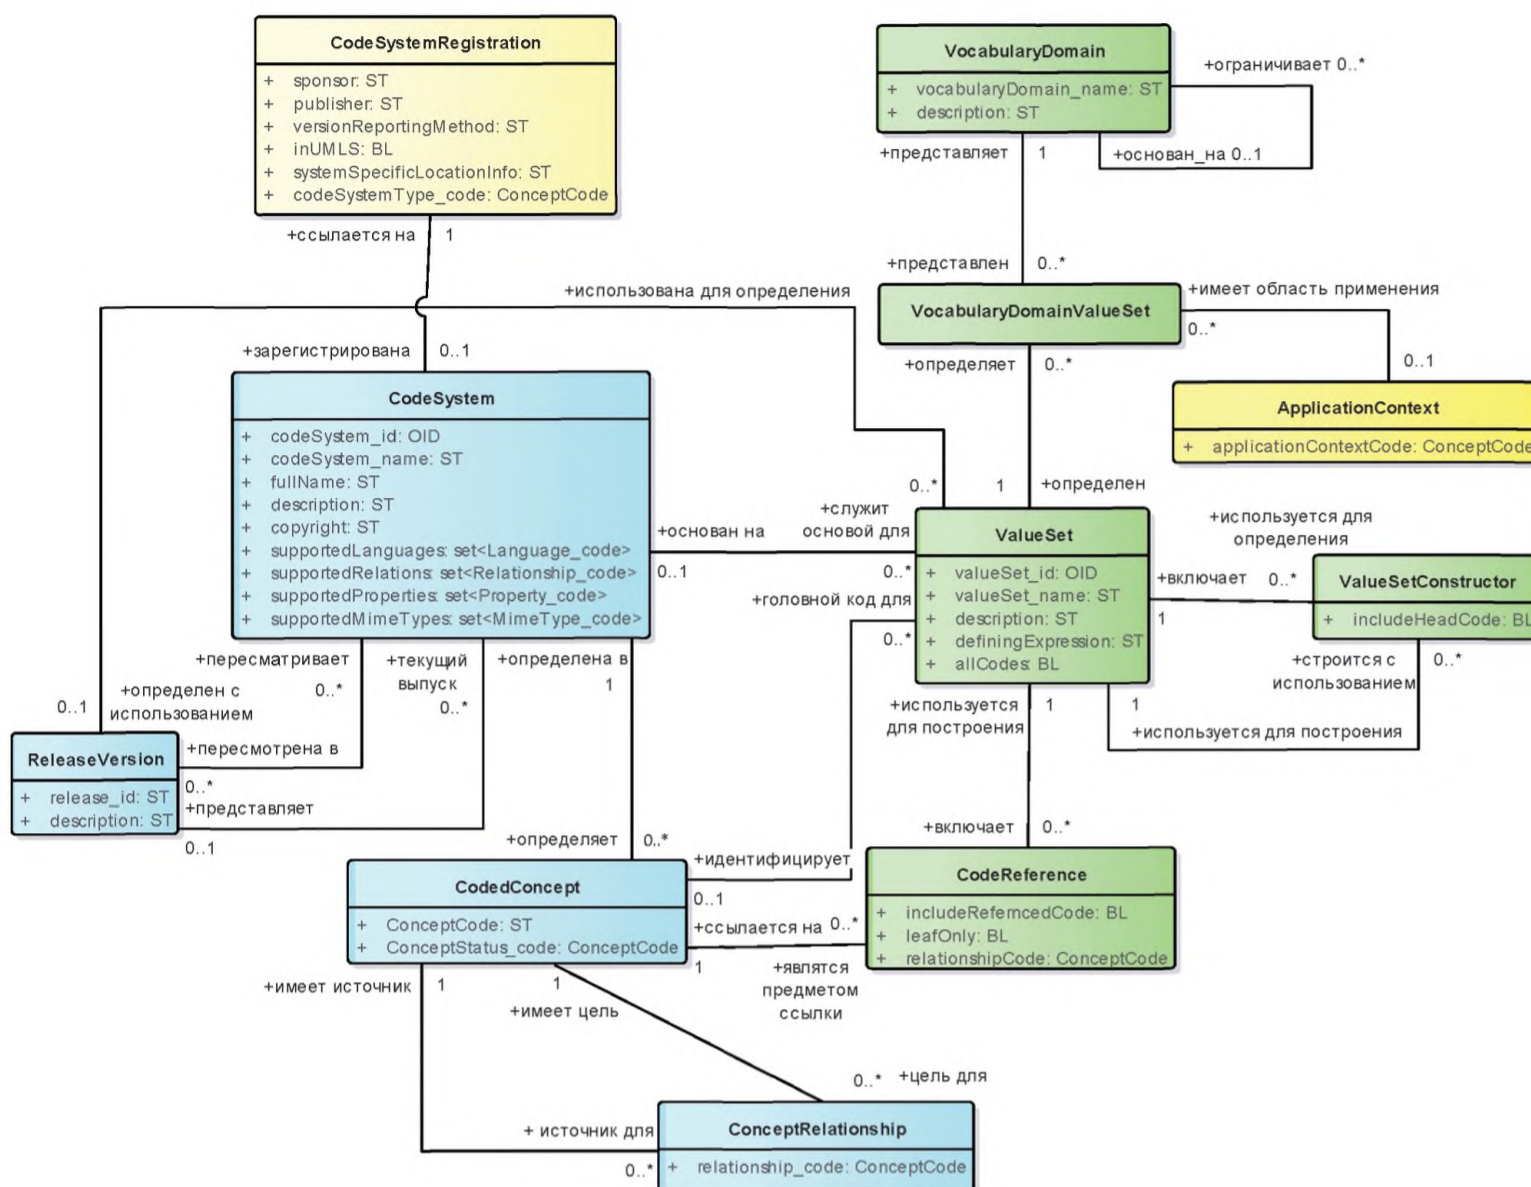 CodeSystemRegistration
+ sponsor: ST
+ publisher: ST
+ versionReportingMethod: ST
+ inUMLS: BL
+ systemSpecificLocationInfo: ST
+ codeSystemType_code: ConceptCode
+ссылается на 1
VocabularyDomain
+ vocabularyDomain_name: ST
+ description: ST
+ограничивает 0..*
+основан_на 0..1
+представляет 1
+представлен 0..*
+использована для определения
VocabularyDomainValueSet
+имеет область применения
0..*
0..1
+определяет 0..*
ApplicationContext
+ applicationContextCode: ConceptCode
+зарегистрирована 0..1
CodeSystem
+ codeSystem_id: OID
+ codeSystem_name: ST
+ fullName: ST
+ description: ST
+ copyright: ST
+ supportedLanguages: set<Language_code>
+ supportedRelations: set<Relationship_code>
+ supportedProperties: set<Property_code>
+ supportedMimeTypes: set<MimeType_code>
0..* 1 +определен
+основан на
0..1
+служит
основой для
0..*
ValueSet
+ valueSet_id: OID
+ valueSet_name: ST
+ description: ST
+ definingExpression: ST
+ allCodes: BL
+головной код для
0..*
+используется для
определения
+включает 0..*
1
ValueSetConstructor
+ includeHeadCode: BL
+строится с
использованием
0..*
1
+используется для построения
+пересматривает
0..*
+текущий
выпуск
0..*
+определена в
1
+определен с
использованием
0..1
ReleaseVersion
+ release_id: ST
+ description: ST
+пересмотрена в
0..*
+представляет
0..1
+используется
для построения
1
+определяет 0..*
+включает 0..*
CodedConcept
+ ConceptCode: ST
+ ConceptStatus_code: ConceptCode
+идентифицирует
0..1
+ссылается на 0..*
1
+являтся
предметом
ссылки
CodeReference
+ includeRefemcedCode: BL
+ leafOnly: BL
+ relationshipCode: ConceptCode
+имеет источник 1
1
+имеет цель
0..* +цель для
+ источник для
0..*
ConceptRelationship
+ relationship_code: ConceptCode